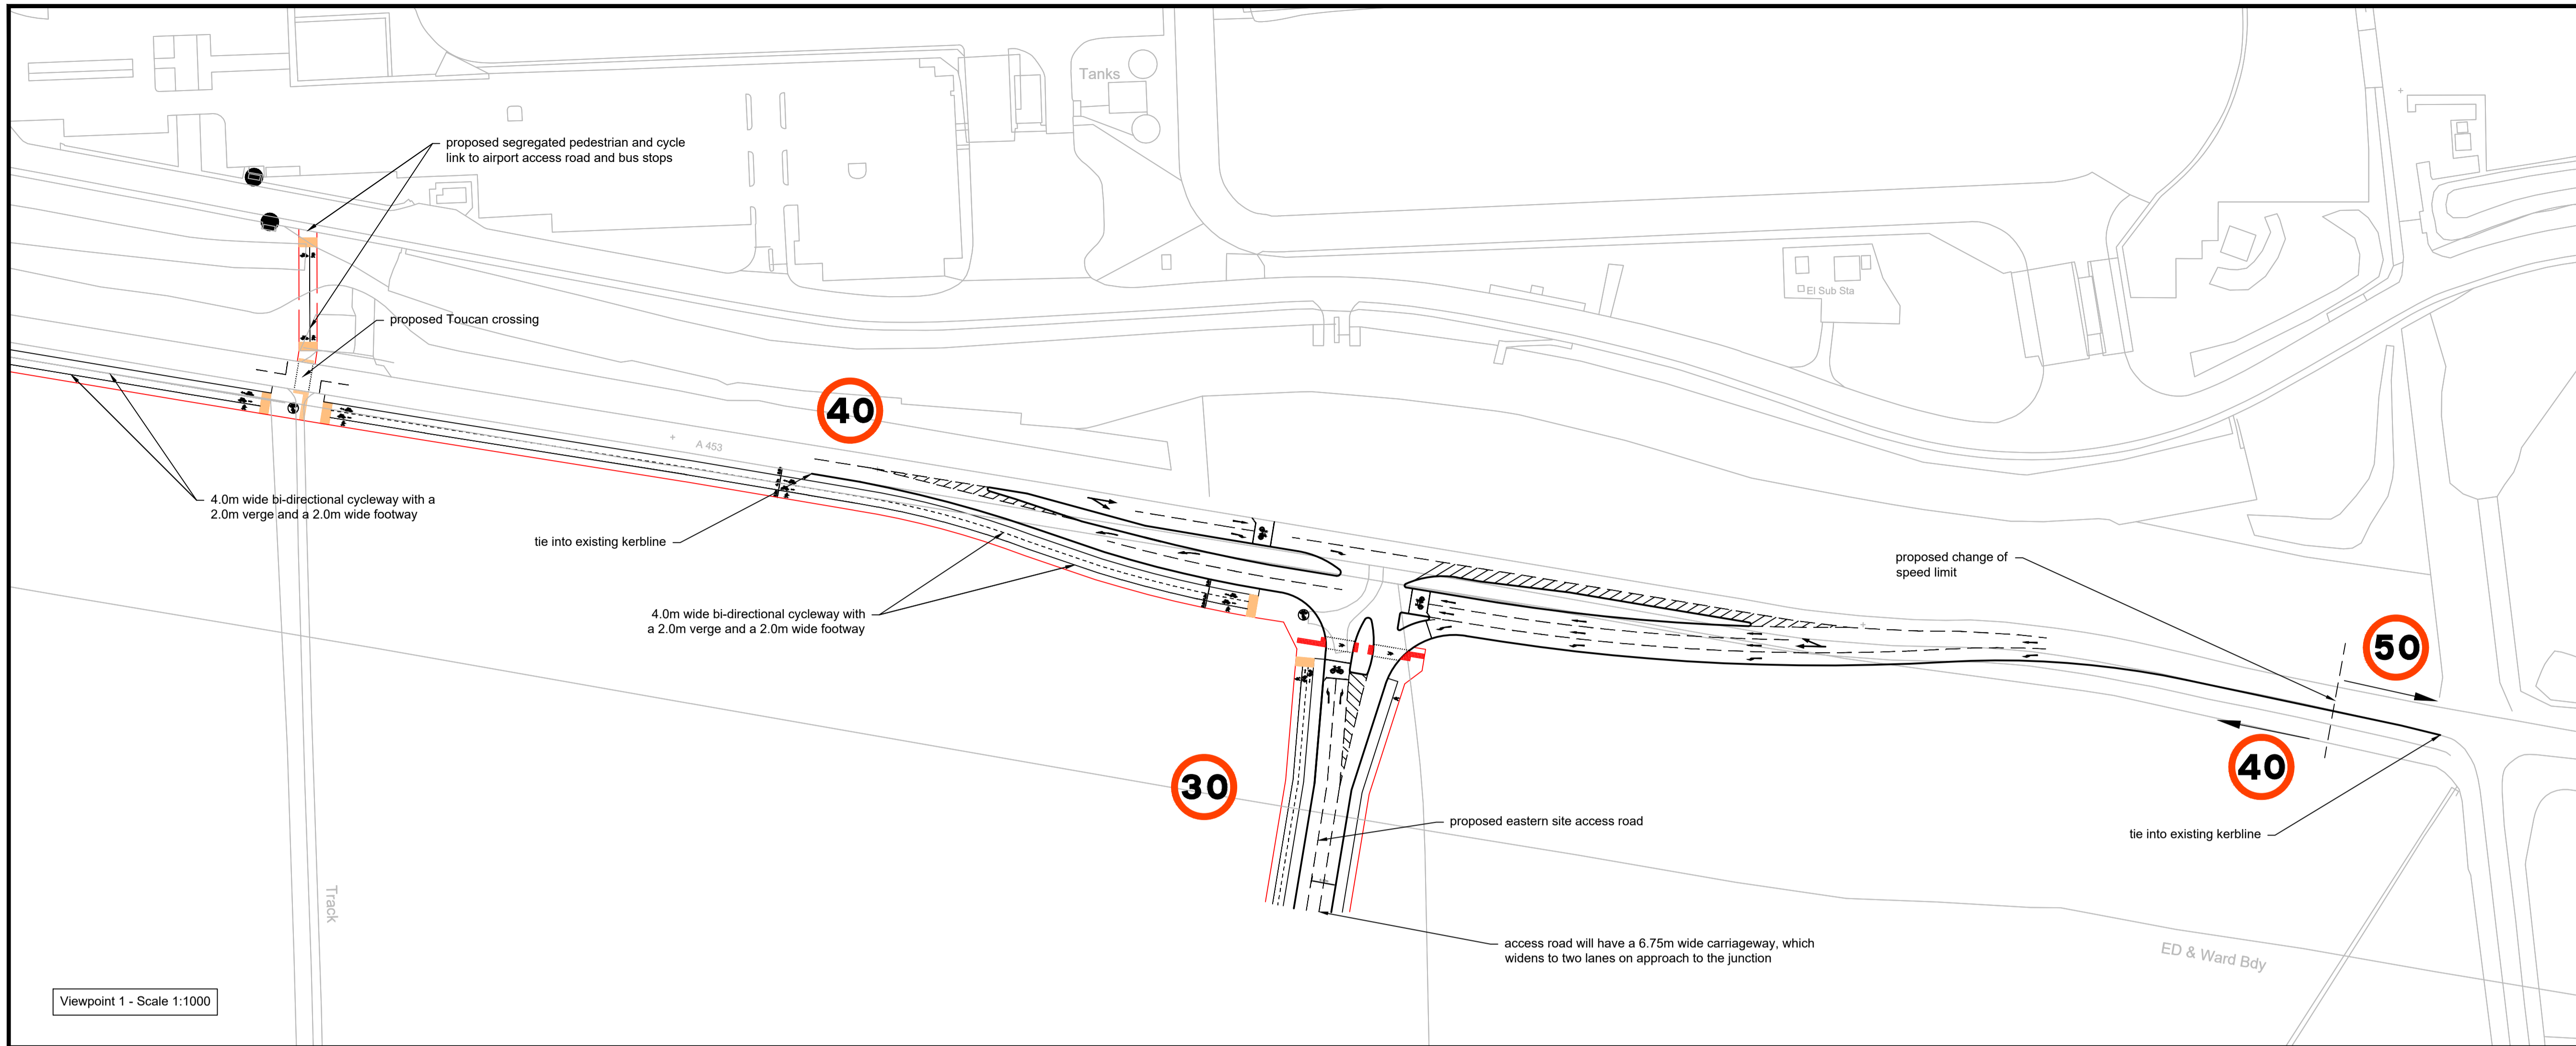 Tanks
proposed segregated pedestrian and cycle
link to airport access road and bus stops
El Sub Sta
proposed Toucan crossing
40
A 453
4.0m wide bi-directional cycleway with a
2.0m verge and a 2.0m wide footway
tie into existing kerbline
proposed change of
speed limit
4.0m wide bi-directional cycleway with
a 2.0m verge and a 2.0m wide footway
50
40
30
proposed eastern site access road
tie into existing kerbline
Track
access road will have a 6.75m wide carriageway, which
widens to two lanes on approach to the junction
ED & Ward Bdy
Viewpoint 1 - Scale 1:1000